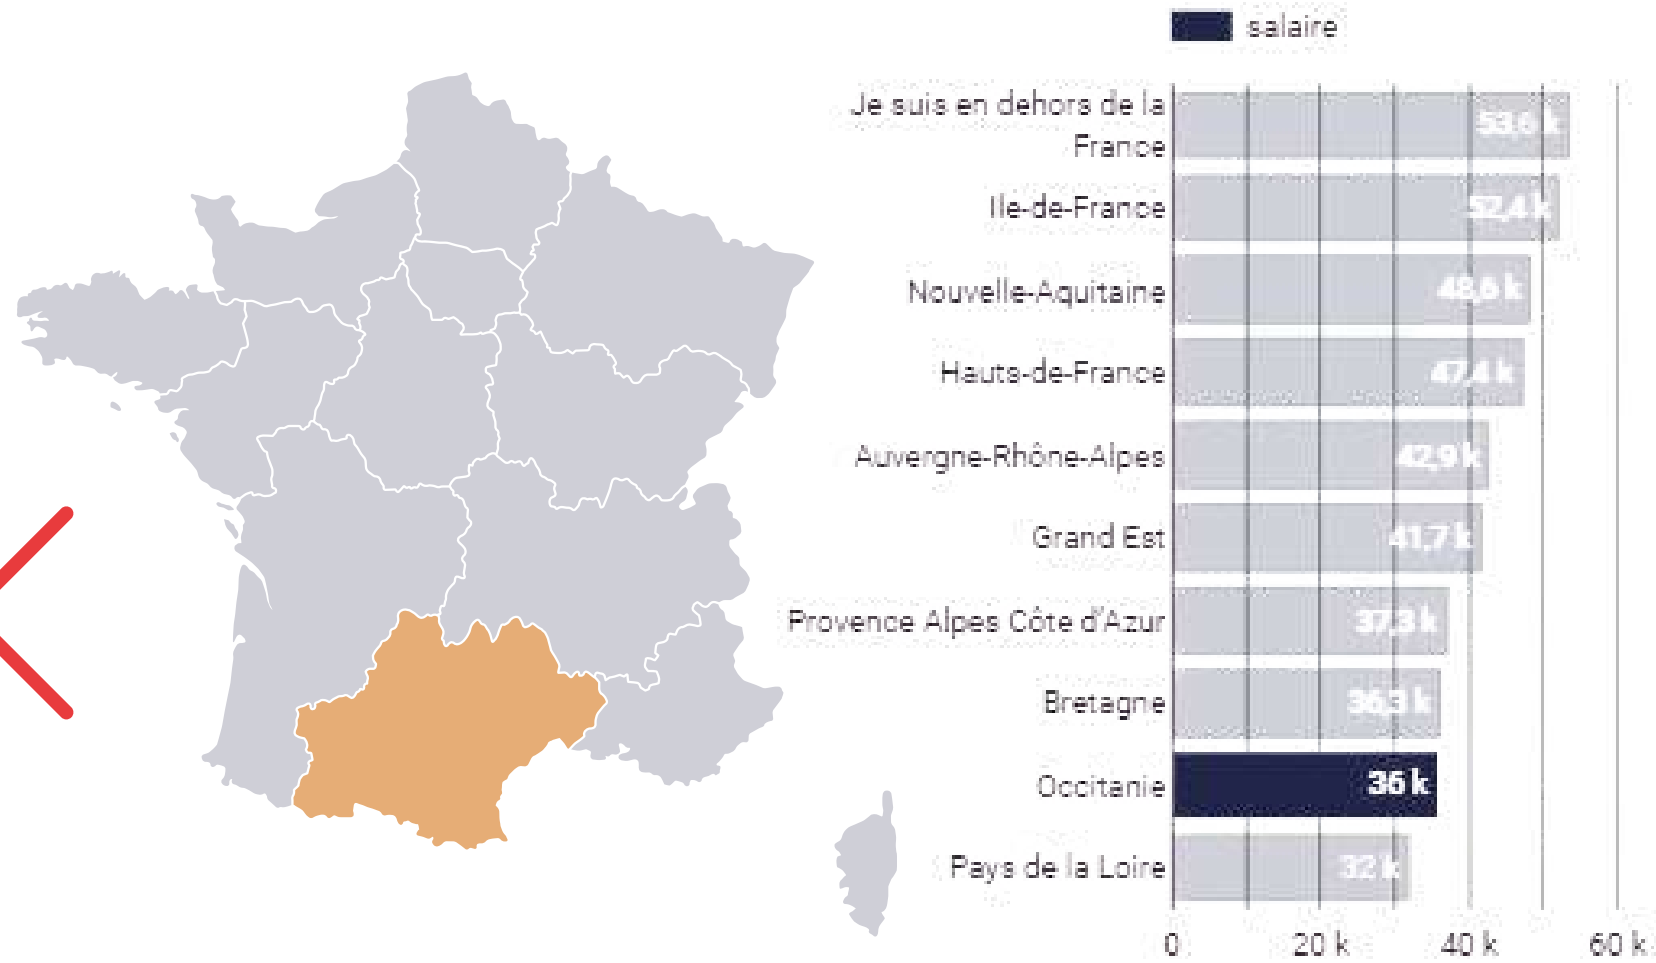 salaire
Je suis en dehors de la
France
53.6 k
Ile-de-France
52,4 k
Nouvelle-Aquitaine
48,6 k
Hauts-de-France
47,4 k
Auvergne-Rhône-Alpes
42,9 k
Grand Est
41,7 k
Provence Alpes Côte d'Azur
37,3 k
Bretagne
36,3 k
Occitanie
36 k
Pays de la Loire
32 k
0 20 k 40 k 60 k